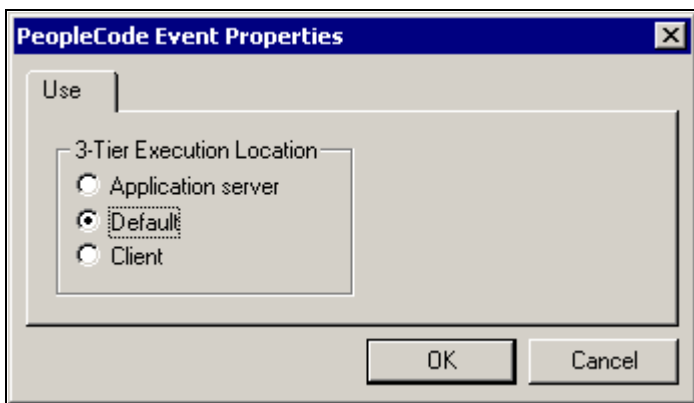 PeopleCode Event Properties
Use
3-Tier Execution Location
Application server
Default
Client
OK
Cancel